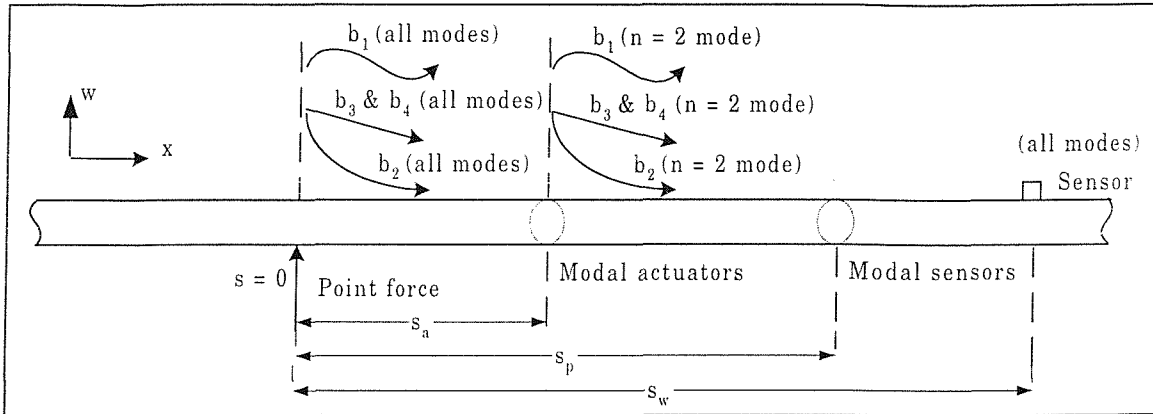 b₁ (all modes)
b₁ (n = 2 mode)
w
b₃ & b₄ (all modes)
b₃ & b₄ (n = 2 mode)
x
b₂ (all modes)
b₂ (n = 2 mode)
(all modes)
Sensor
s = 0
Point force
Modal actuators
Modal sensors
sₐ
sₚ
s_w